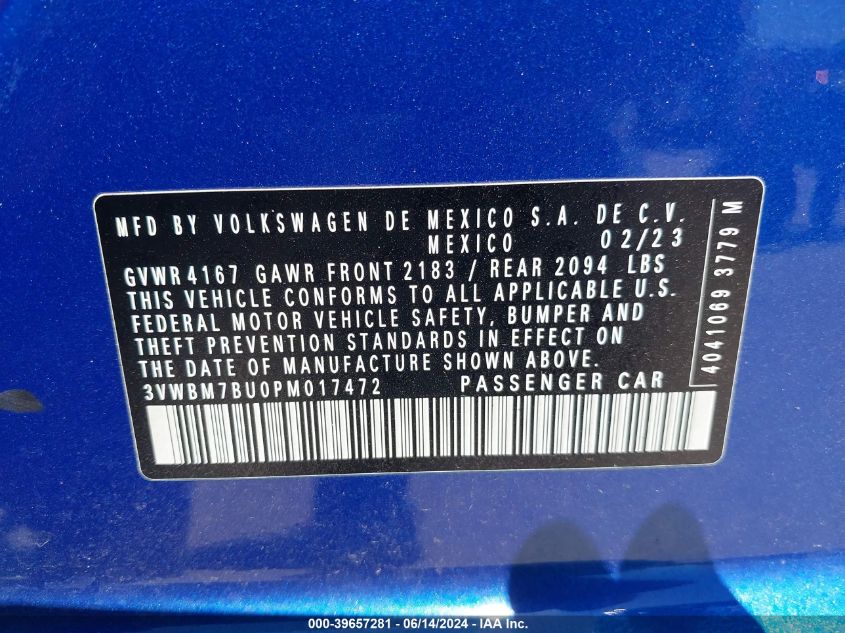 MFD BY VOLKSWAGEN DE MEXICO S.A. DE C.V.
MEXICO 02/23
GVWR 4167 GAWR FRONT 2183 / REAR 2094 LBS
THIS VEHICLE CONFORMS TO ALL APPLICABLE U.S.
FEDERAL MOTOR VEHICLE SAFETY, BUMPER AND
THEFT PREVENTION STANDARDS IN EFFECT ON
THE DATE OF MANUFACTURE SHOWN ABOVE.
3VWBM7BU0PM017472 PASSENGER CAR
4041069 3779 M
000-39657281 - 06/14/2024 - IAA Inc.